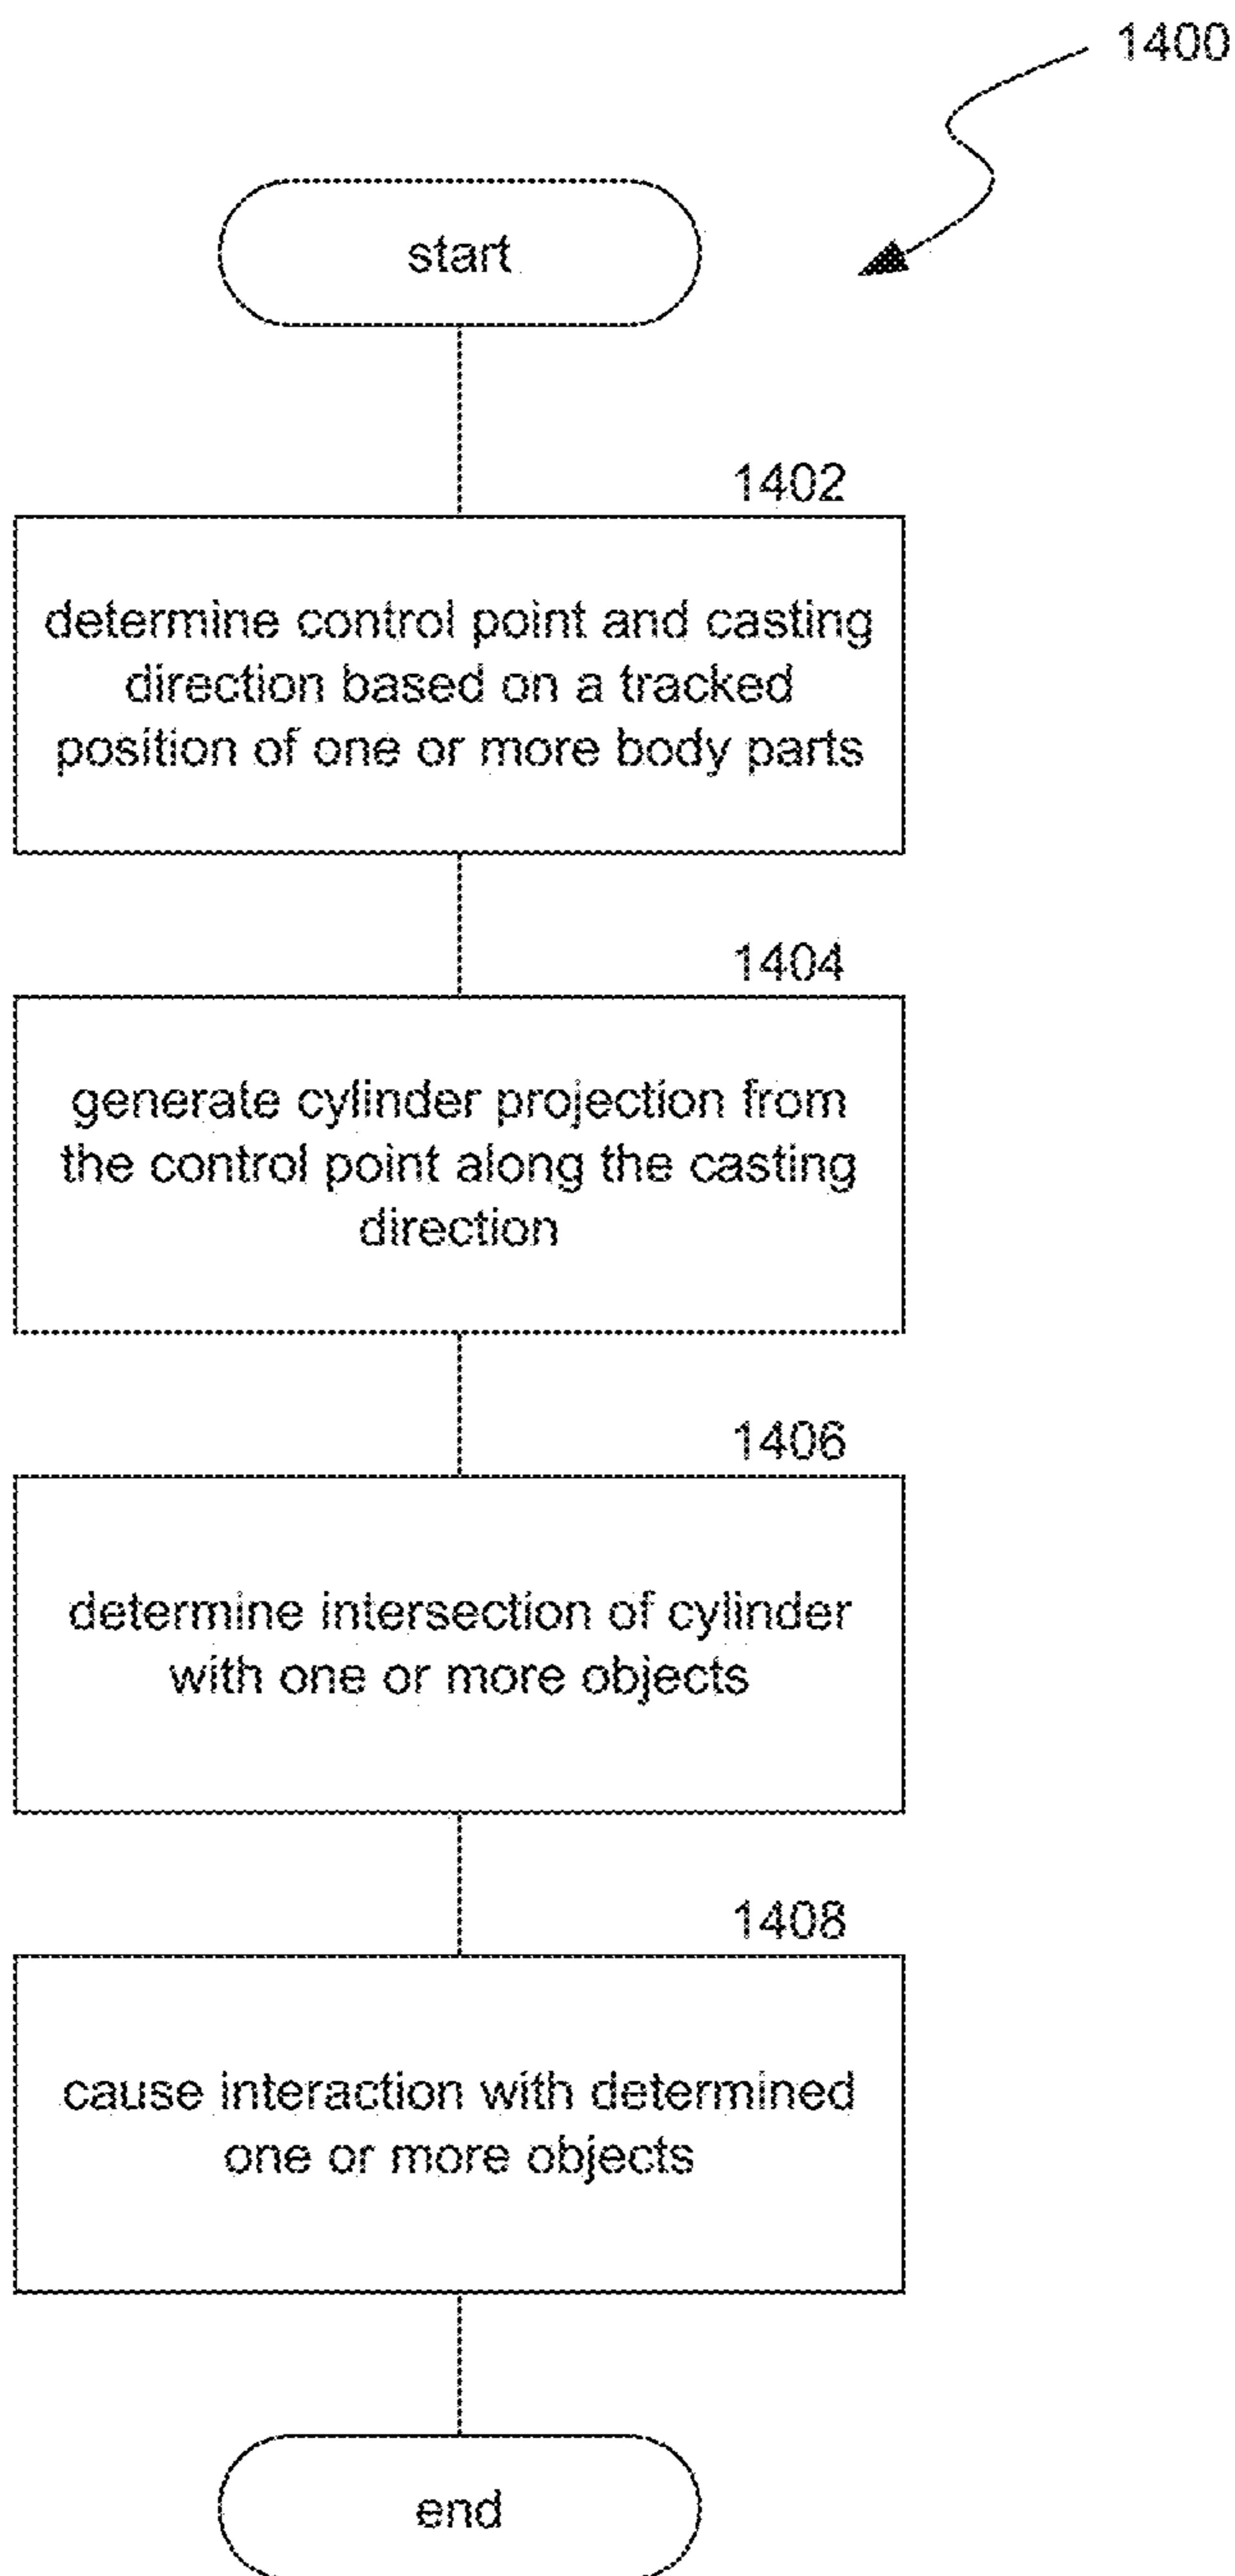 1400
start
1402
determine control point and casting
direction based on a tracked
position of one or more body parts
1404
generate cylinder projection from
the control point along the casting
direction
1406
determine intersection of cylinder
with one or more objects
1408
cause interaction with determined
one or more objects
end